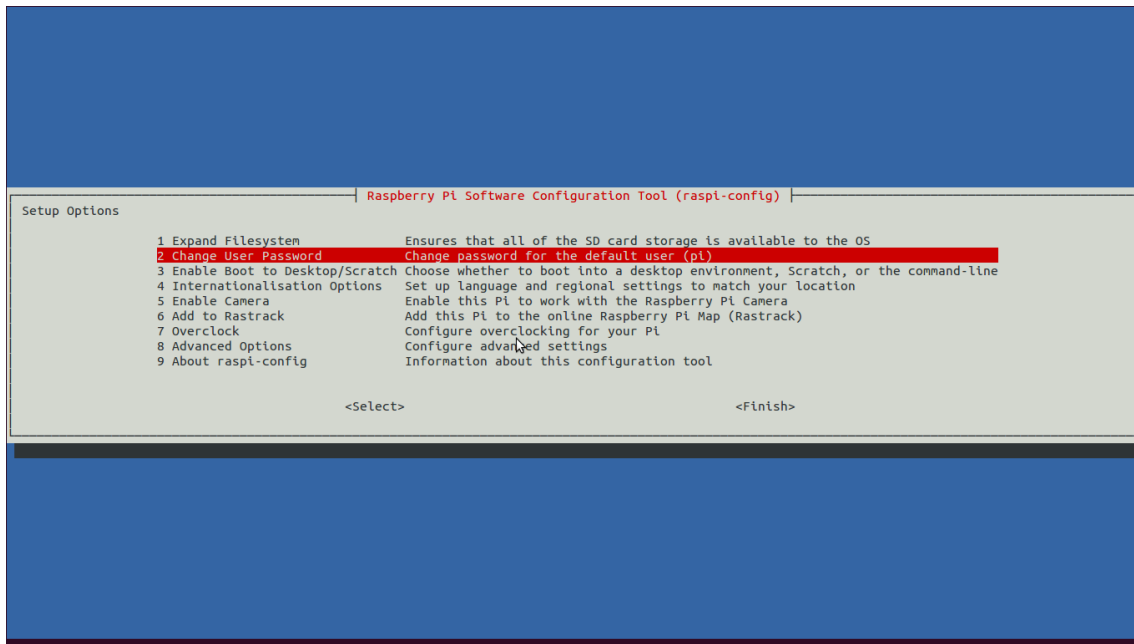 Raspberry Pi Software Configuration Tool (raspi-config)
Setup Options
1 Expand Filesystem Ensures that all of the SD card storage is available to the OS
2 Change User Password Change password for the default user (pi)
3 Enable Boot to Desktop/Scratch Choose whether to boot into a desktop environment, Scratch, or the command-line
4 Internationalisation Options Set up language and regional settings to match your location
5 Enable Camera Enable this Pi to work with the Raspberry Pi Camera
6 Add to Rastrack Add this Pi to the online Raspberry Pi Map (Rastrack)
7 Overclock Configure overclocking for your Pi
8 Advanced Options Configure advanced settings
9 About raspi-config Information about this configuration tool
<Select> <Finish>